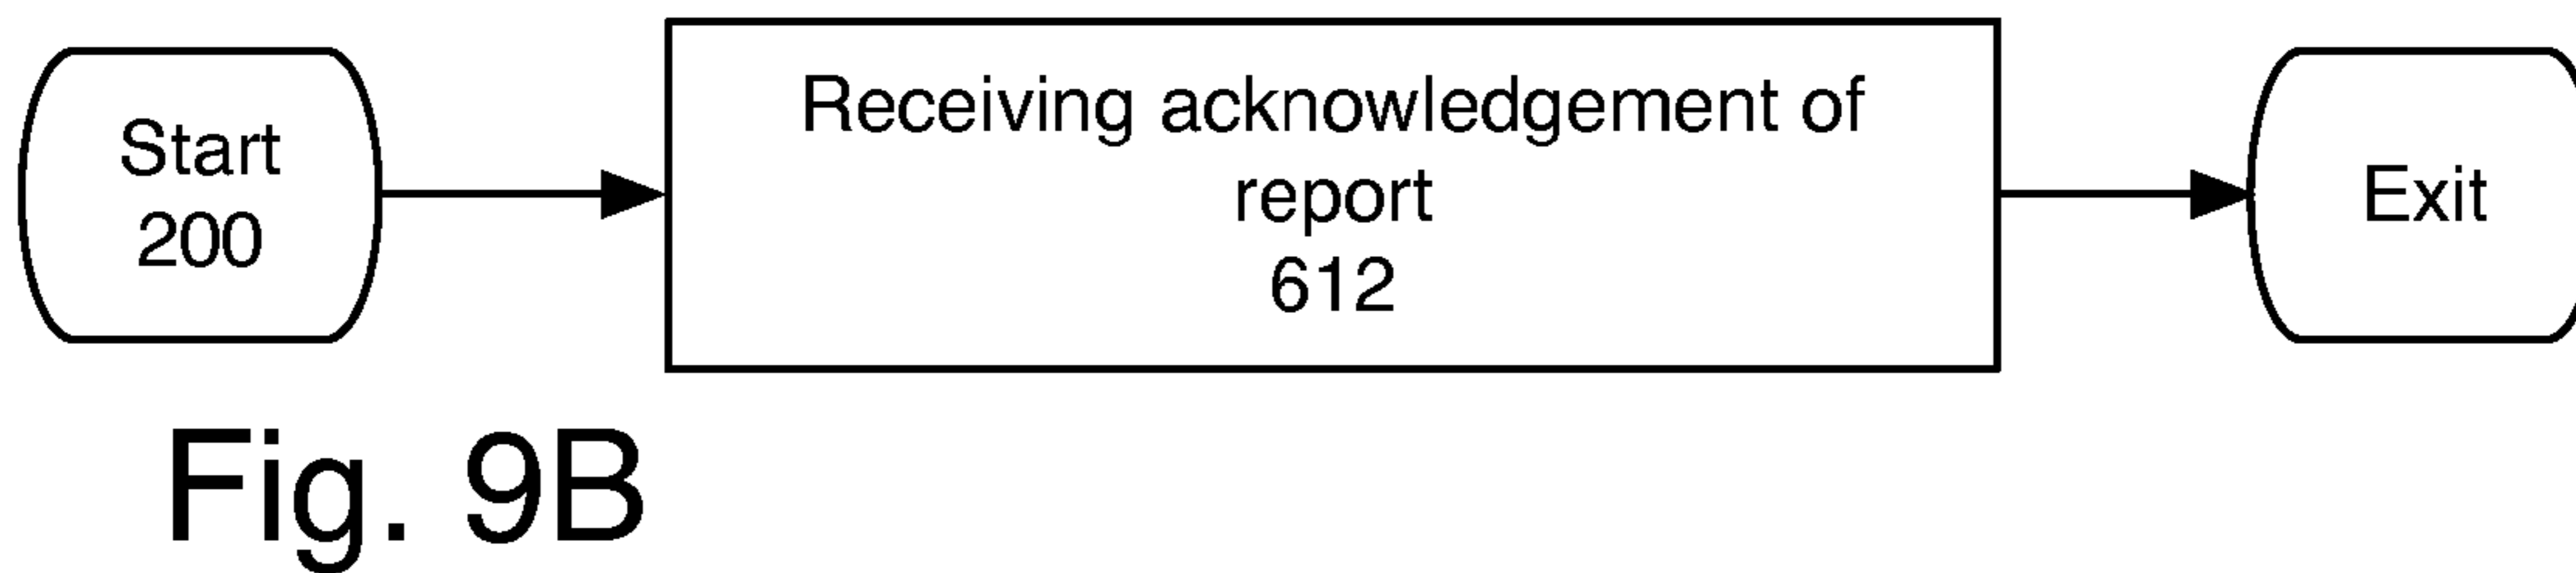 Start
200
Receiving acknowledgement of
report
612
Exit
Fig. 9B